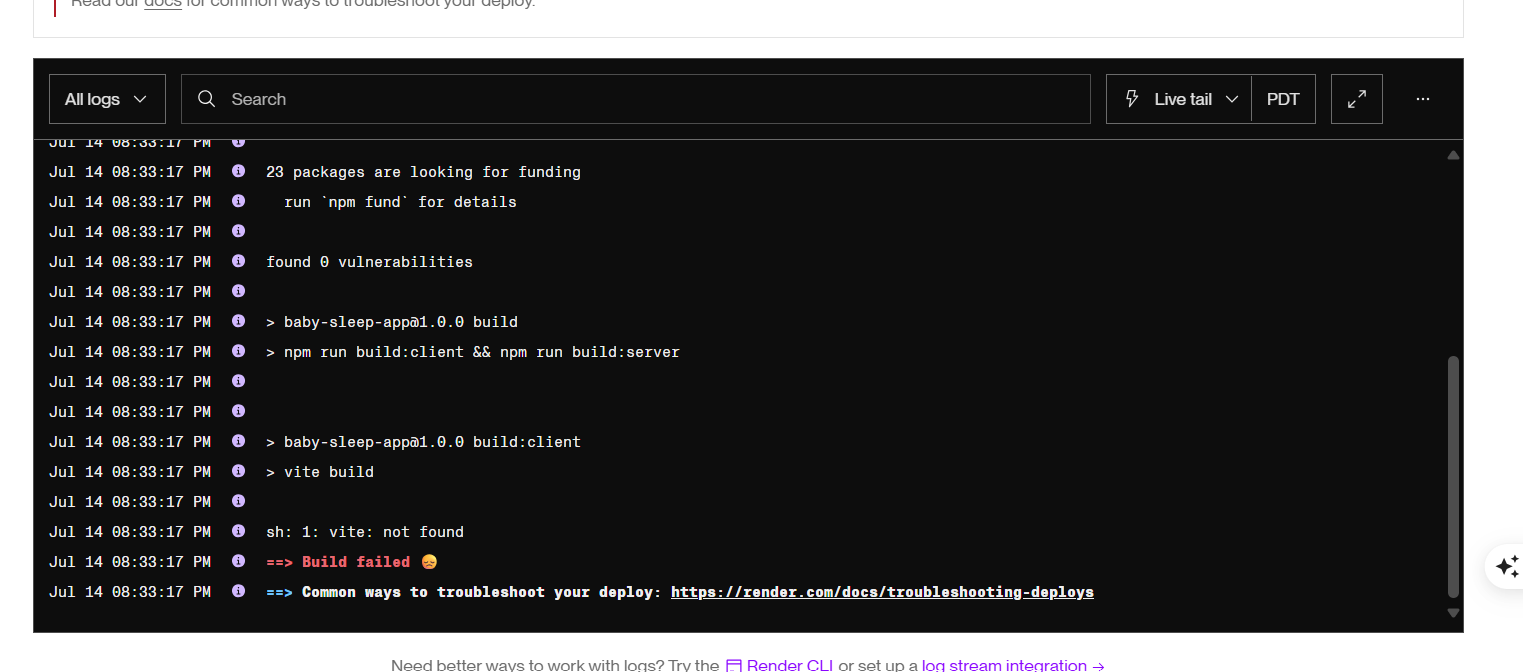 Read our docs for common ways to troubleshoot your deploy.
All logs
Search
Live tail
PDT
Jul 14 08:33:17 PM
Jul 14 08:33:17 PM 23 packages are looking for funding
Jul 14 08:33:17 PM run `npm fund` for details
Jul 14 08:33:17 PM
Jul 14 08:33:17 PM found 0 vulnerabilities
Jul 14 08:33:17 PM
Jul 14 08:33:17 PM > baby-sleep-app@1.0.0 build
Jul 14 08:33:17 PM > npm run build:client && npm run build:server
Jul 14 08:33:17 PM
Jul 14 08:33:17 PM
Jul 14 08:33:17 PM > baby-sleep-app@1.0.0 build:client
Jul 14 08:33:17 PM > vite build
Jul 14 08:33:17 PM
Jul 14 08:33:17 PM sh: 1: vite: not found
Jul 14 08:33:17 PM ==> Build failed 😞
Jul 14 08:33:17 PM ==> Common ways to troubleshoot your deploy: https://render.com/docs/troubleshooting-deploys
Need better ways to work with logs? Try the Render CLI or set up a log stream integration →